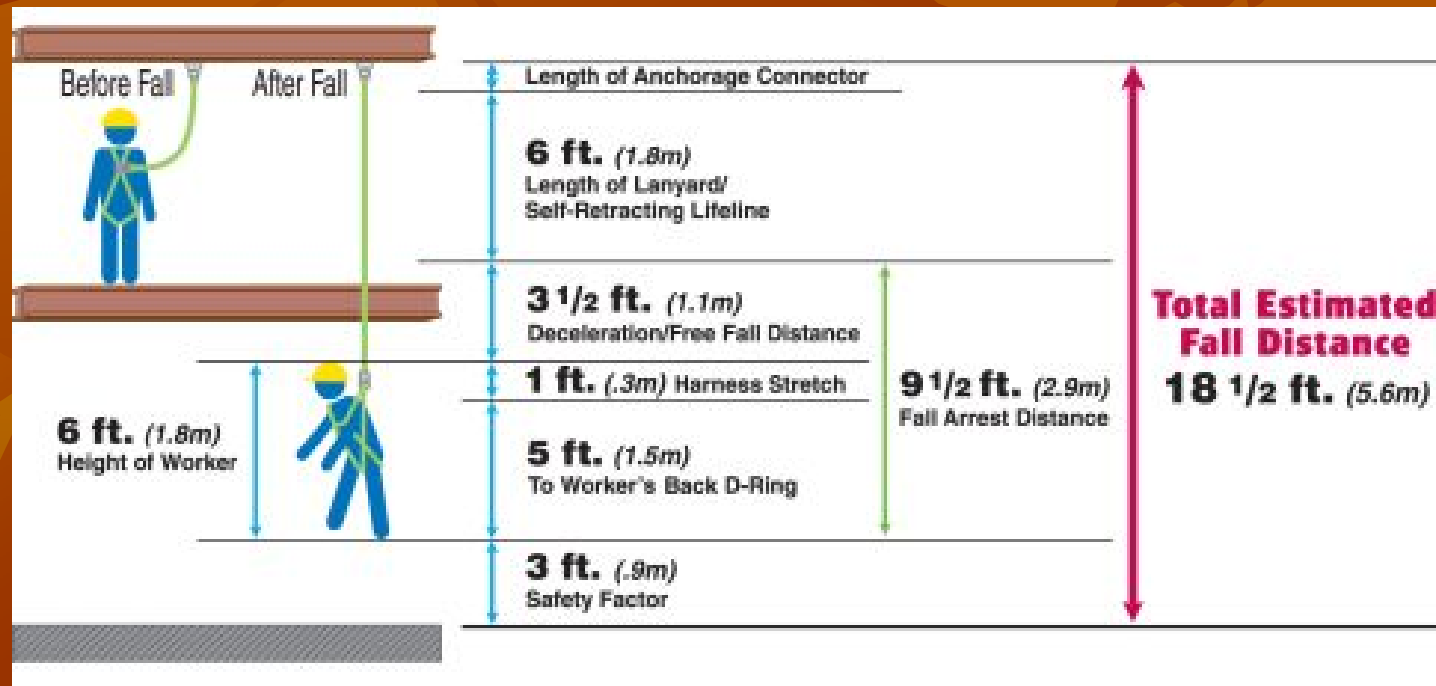 Before Fall
After Fall
Length of Anchorage Connector
6 ft. (1.8m)
Length of Lanyard/
Self-Retracting Lifeline
3 1/2 ft. (1.1m)
Deceleration/Free Fall Distance
1 ft. (.3m) Harness Stretch
5 ft. (1.5m)
To Worker's Back D-Ring
3 ft. (.9m)
Safety Factor
6 ft. (1.8m)
Height of Worker
9 1/2 ft. (2.9m)
Fall Arrest Distance
Total Estimated
Fall Distance
18 1/2 ft. (5.6m)